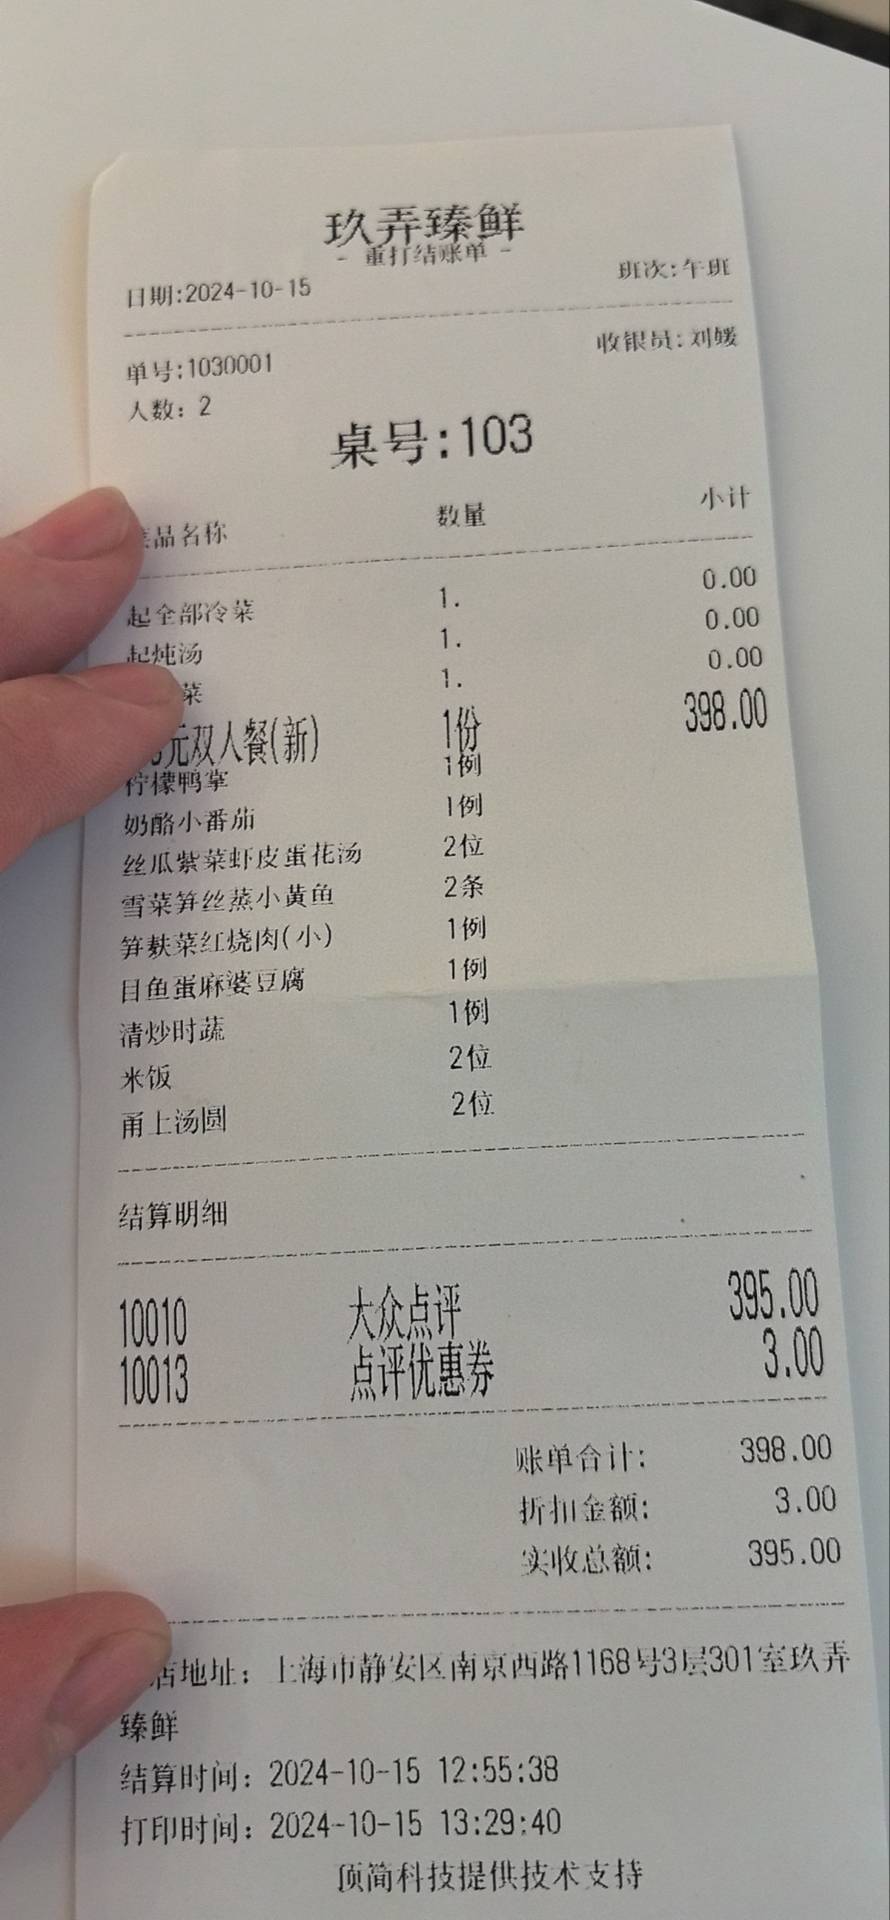 玖弄臻鲜
- 重打结账单 -
日期:2024-10-15 班次:午班
单号:1030001 收银员:刘媛
人数: 2
桌号:103
品名称 数量 小计
起全部冷菜 1. 0.00
起炖汤 1. 0.00
菜 1. 0.00
元双人餐(新) 1份 398.00
柠檬鸭掌 1例
奶酪小番茄 1例
丝瓜紫菜虾皮蛋花汤 2位
雪菜笋丝蒸小黄鱼 2条
笋麸菜红烧肉(小) 1例
目鱼蛋麻婆豆腐 1例
清炒时蔬 1例
米饭 2位
甬上汤圆 2位
结算明细
10010 大众点评 395.00
10013 点评优惠券 3.00
账单合计: 398.00
折扣金额: 3.00
实收总额: 395.00
店地址: 上海市静安区南京西路1168号3层301室玖弄
臻鲜
结算时间: 2024-10-15 12:55:38
打印时间: 2024-10-15 13:29:40
顶简科技提供技术支持